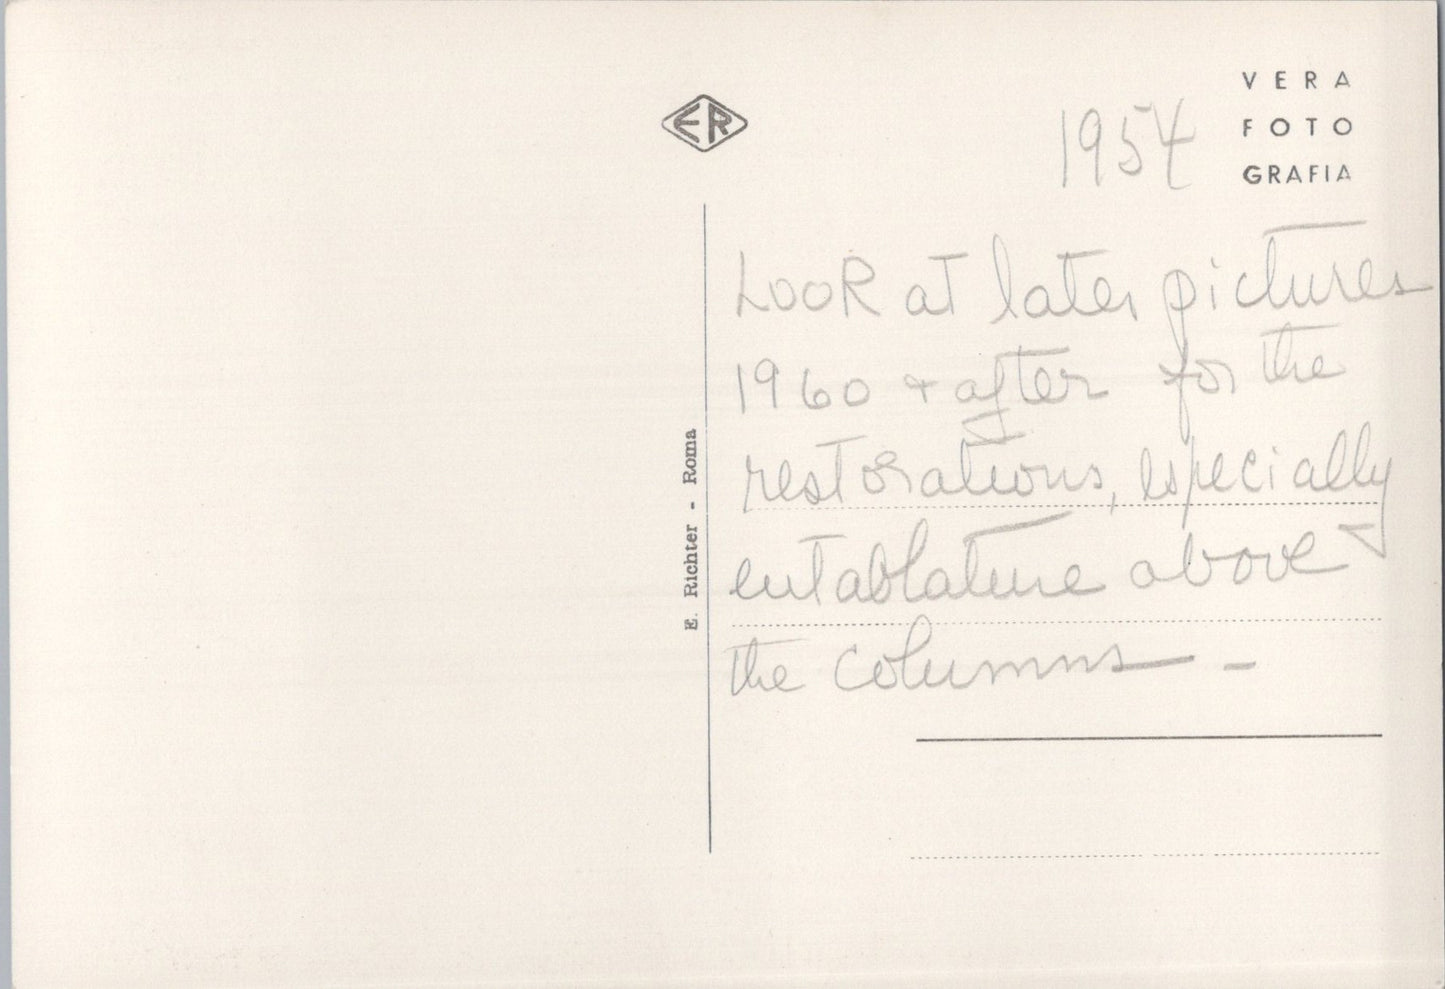 ER
1954
VERA
FOTO
GRAFIA
Look at later pictures
1960 + after for the
restorations, especially
entablature above
the columns -
E. Richter - Roma